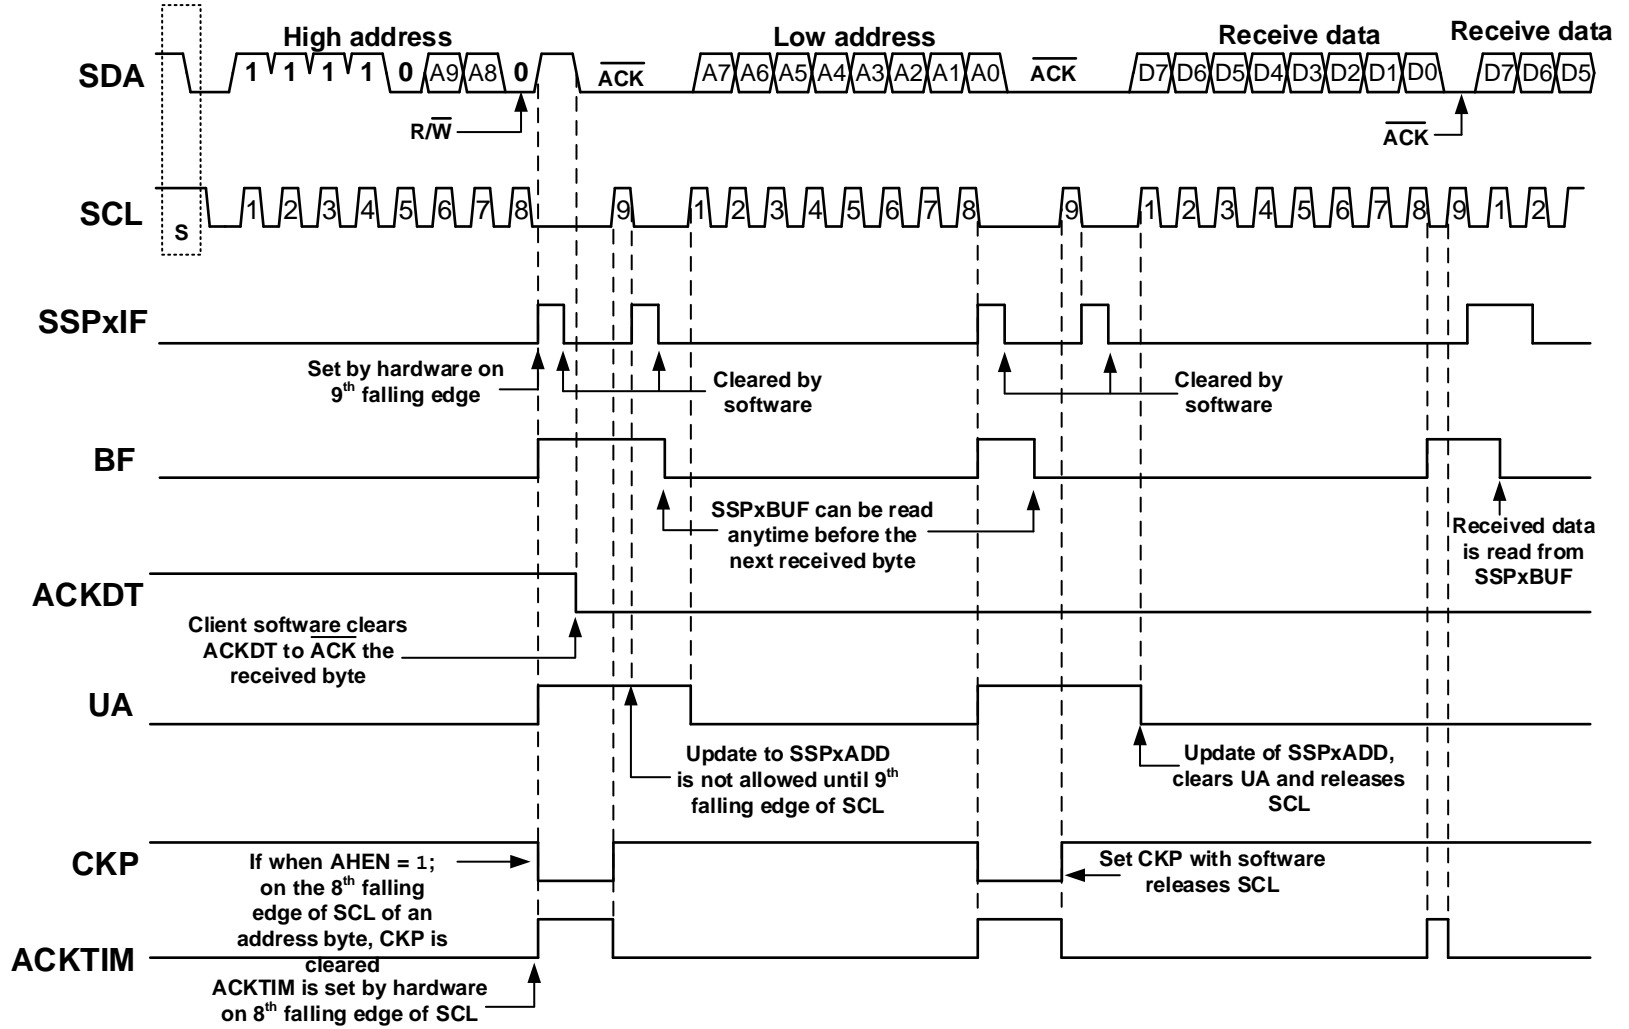 High address
Low address
Receive data
Receive data
SDA
1 1 1 1 0 A9 A8 0
ACK
A7 A6 A5 A4 A3 A2 A1 A0
ACK
D7 D6 D5 D4 D3 D2 D1 D0
D7 D6 D5
R/W
ACK
SCL
S
1 2 3 4 5 6 7 8 9 1 2 3 4 5 6 7 8 9 1 2 3 4 5 6 7 8 9 1 2
SSPxIF
Set by hardware on
9th falling edge
Cleared by
software
Cleared by
software
BF
SSPxBUF can be read
anytime before the
next received byte
Received data
is read from
SSPxBUF
ACKDT
Client software clears
ACKDT to ACK the
received byte
UA
Update to SSPxADD
is not allowed until 9th
falling edge of SCL
Update of SSPxADD,
clears UA and releases
SCL
CKP
If when AHEN = 1;
on the 8th falling
edge of SCL of an
address byte, CKP is
cleared
Set CKP with software
releases SCL
ACKTIM
ACKTIM is set by hardware
on 8th falling edge of SCL